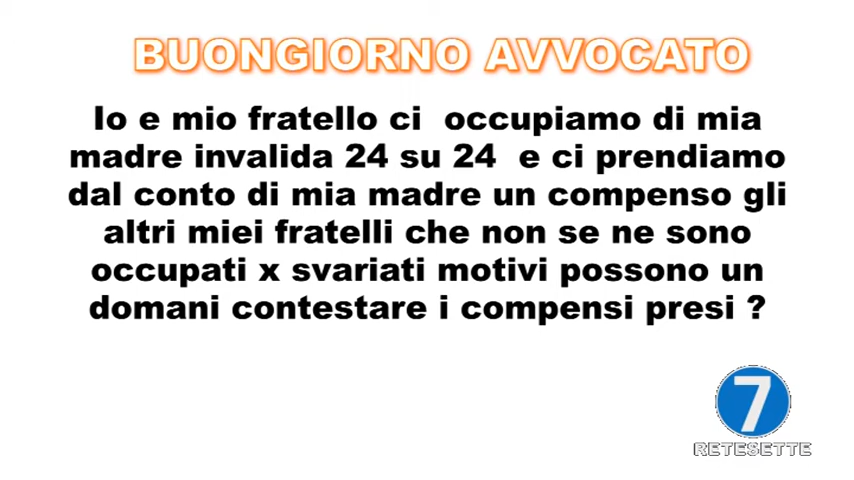 BUONGIORNO AVVOCATO
Io e mio fratello ci occupiamo di mia
madre invalida 24 su 24 e ci prendiamo
dal conto di mia madre un compenso gli
altri miei fratelli che non se ne sono
occupati x svariati motivi possono un
domani contestare i compensi presi ?
7
RETESETTE